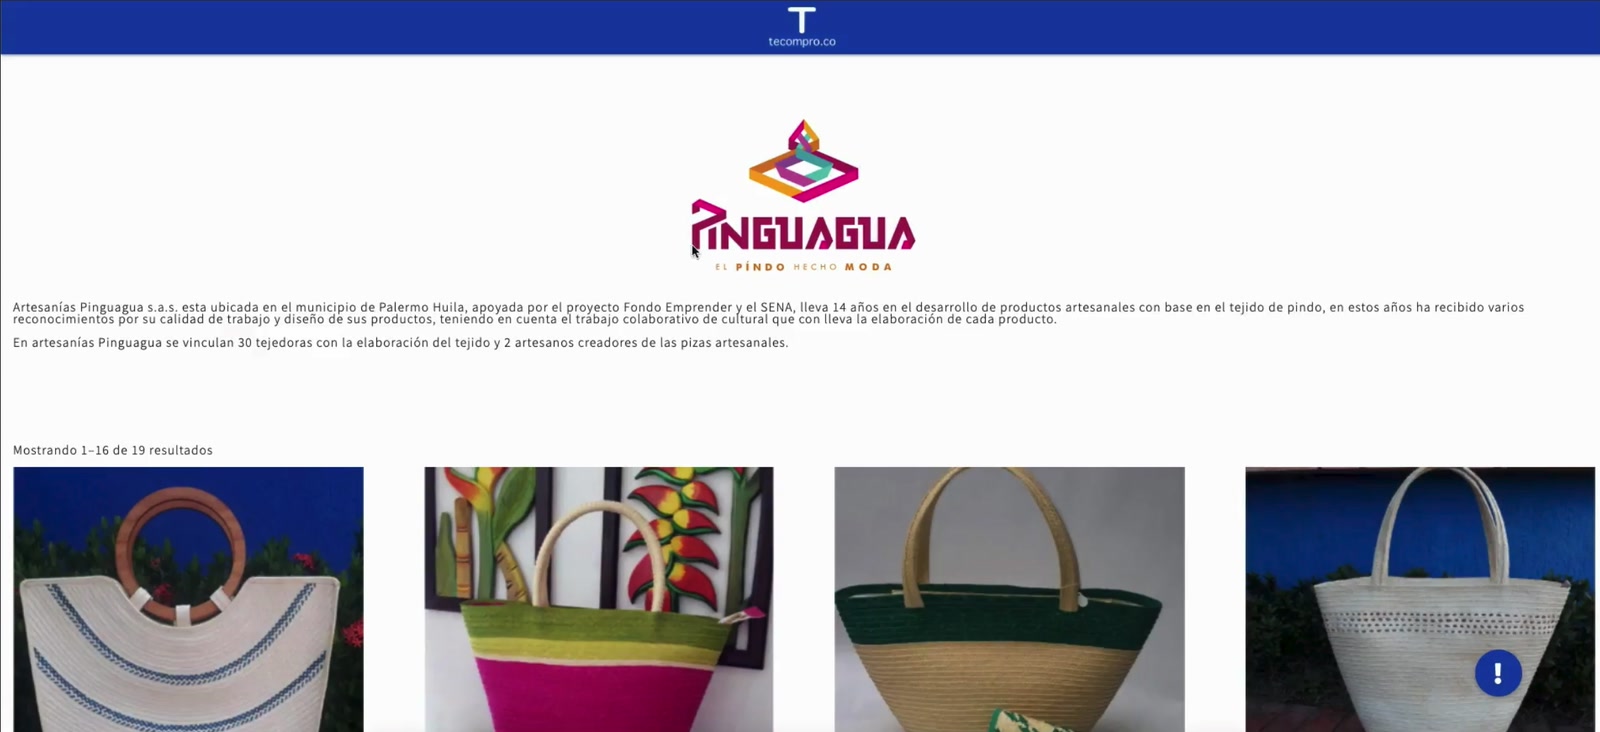 T
tecompro.co
PINGUAGUA
EL PÍNDO HECHO MODA
Artesanías Pinguagua s.a.s. esta ubicada en el municipio de Palermo Huila, apoyada por el proyecto Fondo Emprender y el SENA, lleva 14 años en el desarrollo de productos artesanales con base en el tejido de pindo, en estos años ha recibido varios
reconocimientos por su calidad de trabajo y diseño de sus productos, teniendo en cuenta el trabajo colaborativo de cultural que con lleva la elaboración de cada producto.
En artesanías Pinguagua se vinculan 30 tejedoras con la elaboración del tejido y 2 artesanos creadores de las pizas artesanales.
Mostrando 1–16 de 19 resultados
!